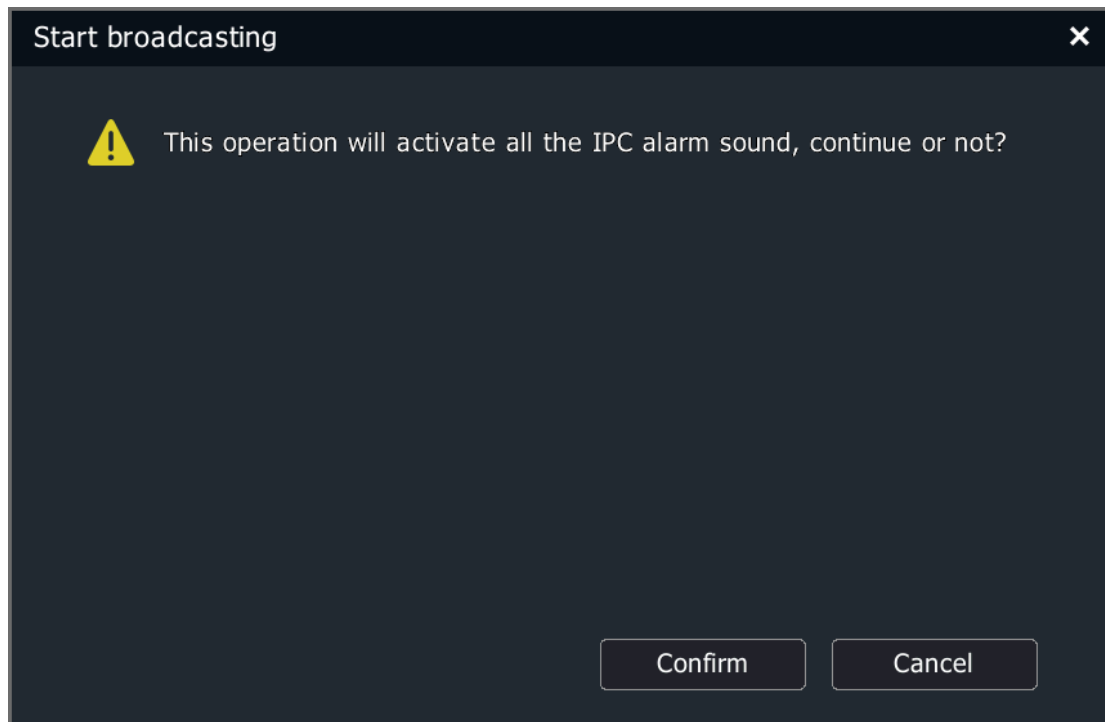 Start broadcasting
This operation will activate all the IPC alarm sound, continue or not?
Confirm Cancel